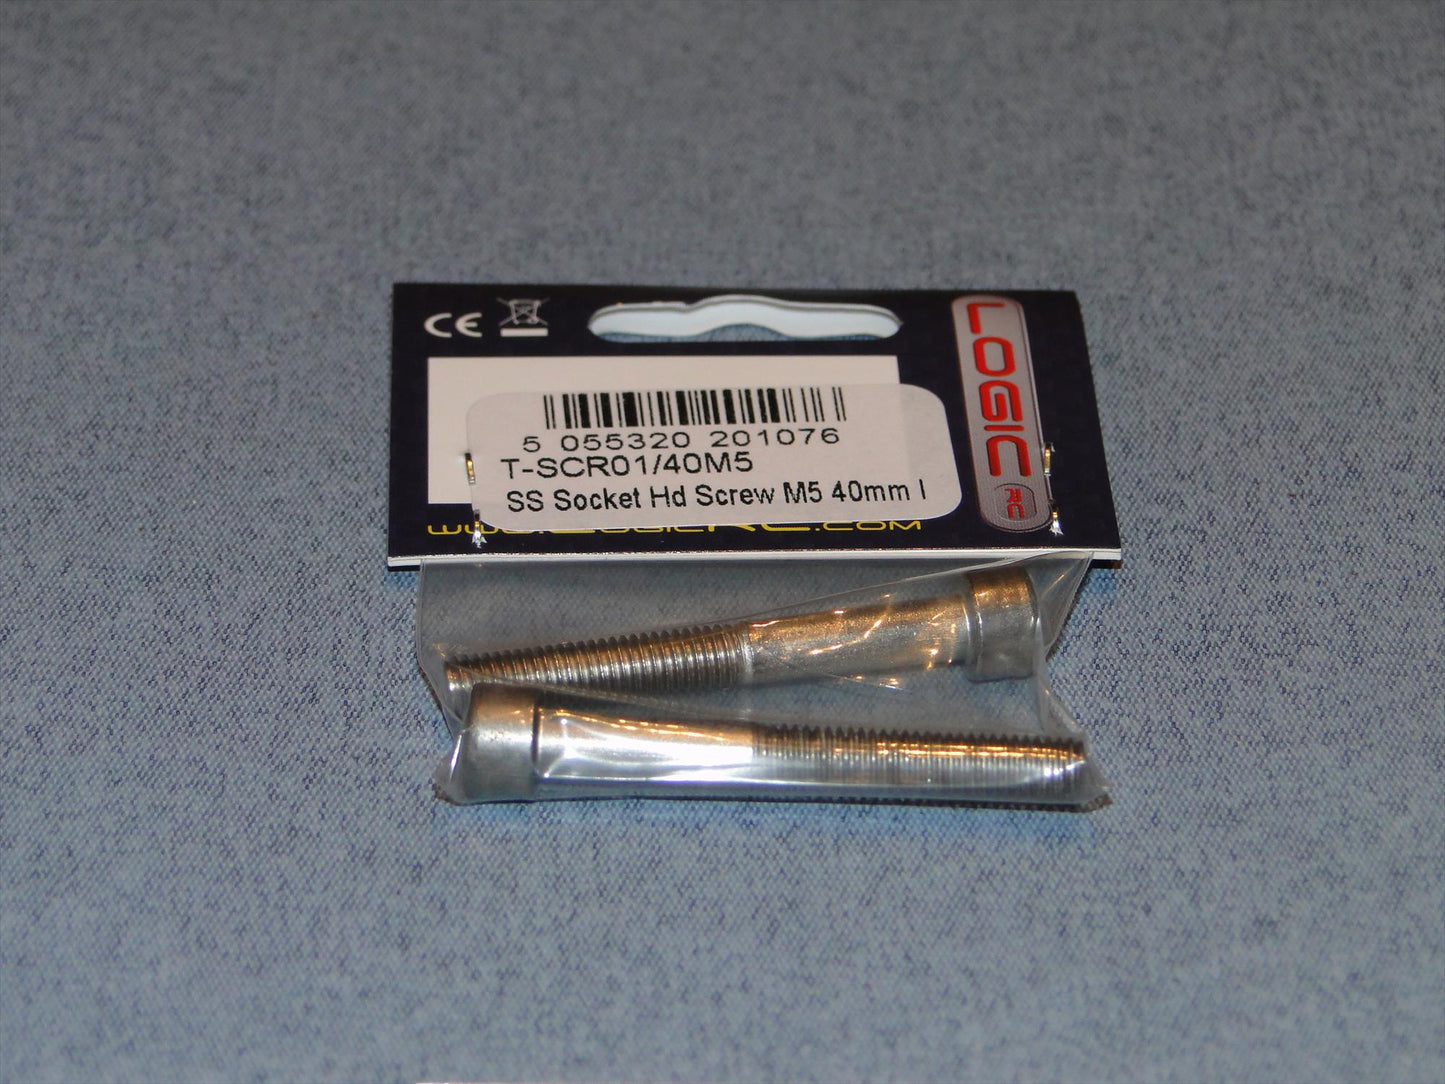 CE
LOGIC
RC
5 055320 201076
T-SCR01/40M5
SS Socket Hd Screw M5 40mm l
www.LogicRC.com